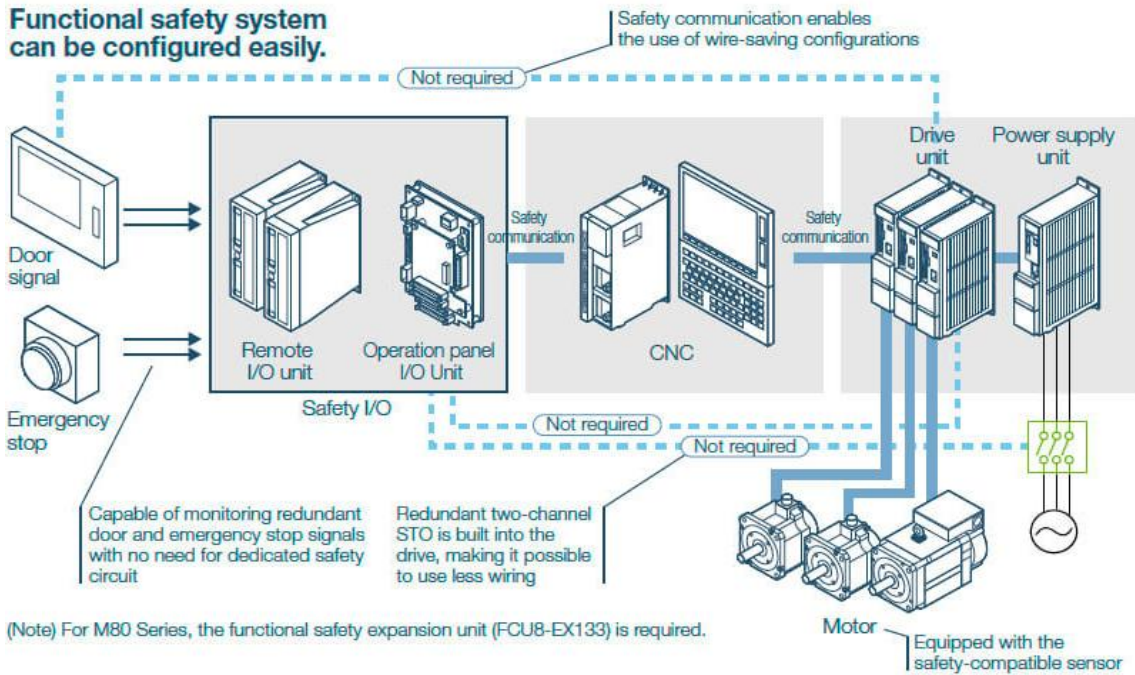 Functional safety system
can be configured easily.
Safety communication enables
the use of wire-saving configurations
Not required
Drive
unit
Power supply
unit
Door
signal
Safety
communication
Safety
communication
Remote
I/O unit
Operation panel
I/O Unit
CNC
Safety I/O
Emergency
stop
Not required
Not required
Capable of monitoring redundant
door and emergency stop signals
with no need for dedicated safety
circuit
Redundant two-channel
STO is built into the
drive, making it possible
to use less wiring
(Note) For M80 Series, the functional safety expansion unit (FCU8-EX133) is required.
Motor
Equipped with the
safety-compatible sensor